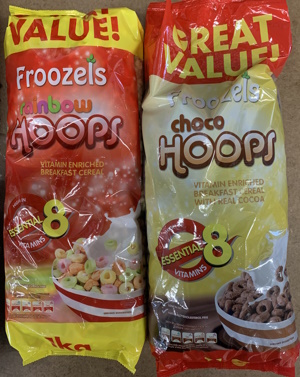 VALUE!
Froozels
rainbow
HOOPS
VITAMIN ENRICHED
BREAKFAST CEREAL
ESSENTIAL
8
VITAMINS
1kg
GREAT
VALUE!
Froozels
choco
HOOPS
VITAMIN ENRICHED
BREAKFAST CEREAL
WITH REAL COCOA
ESSENTIAL
8
VITAMINS